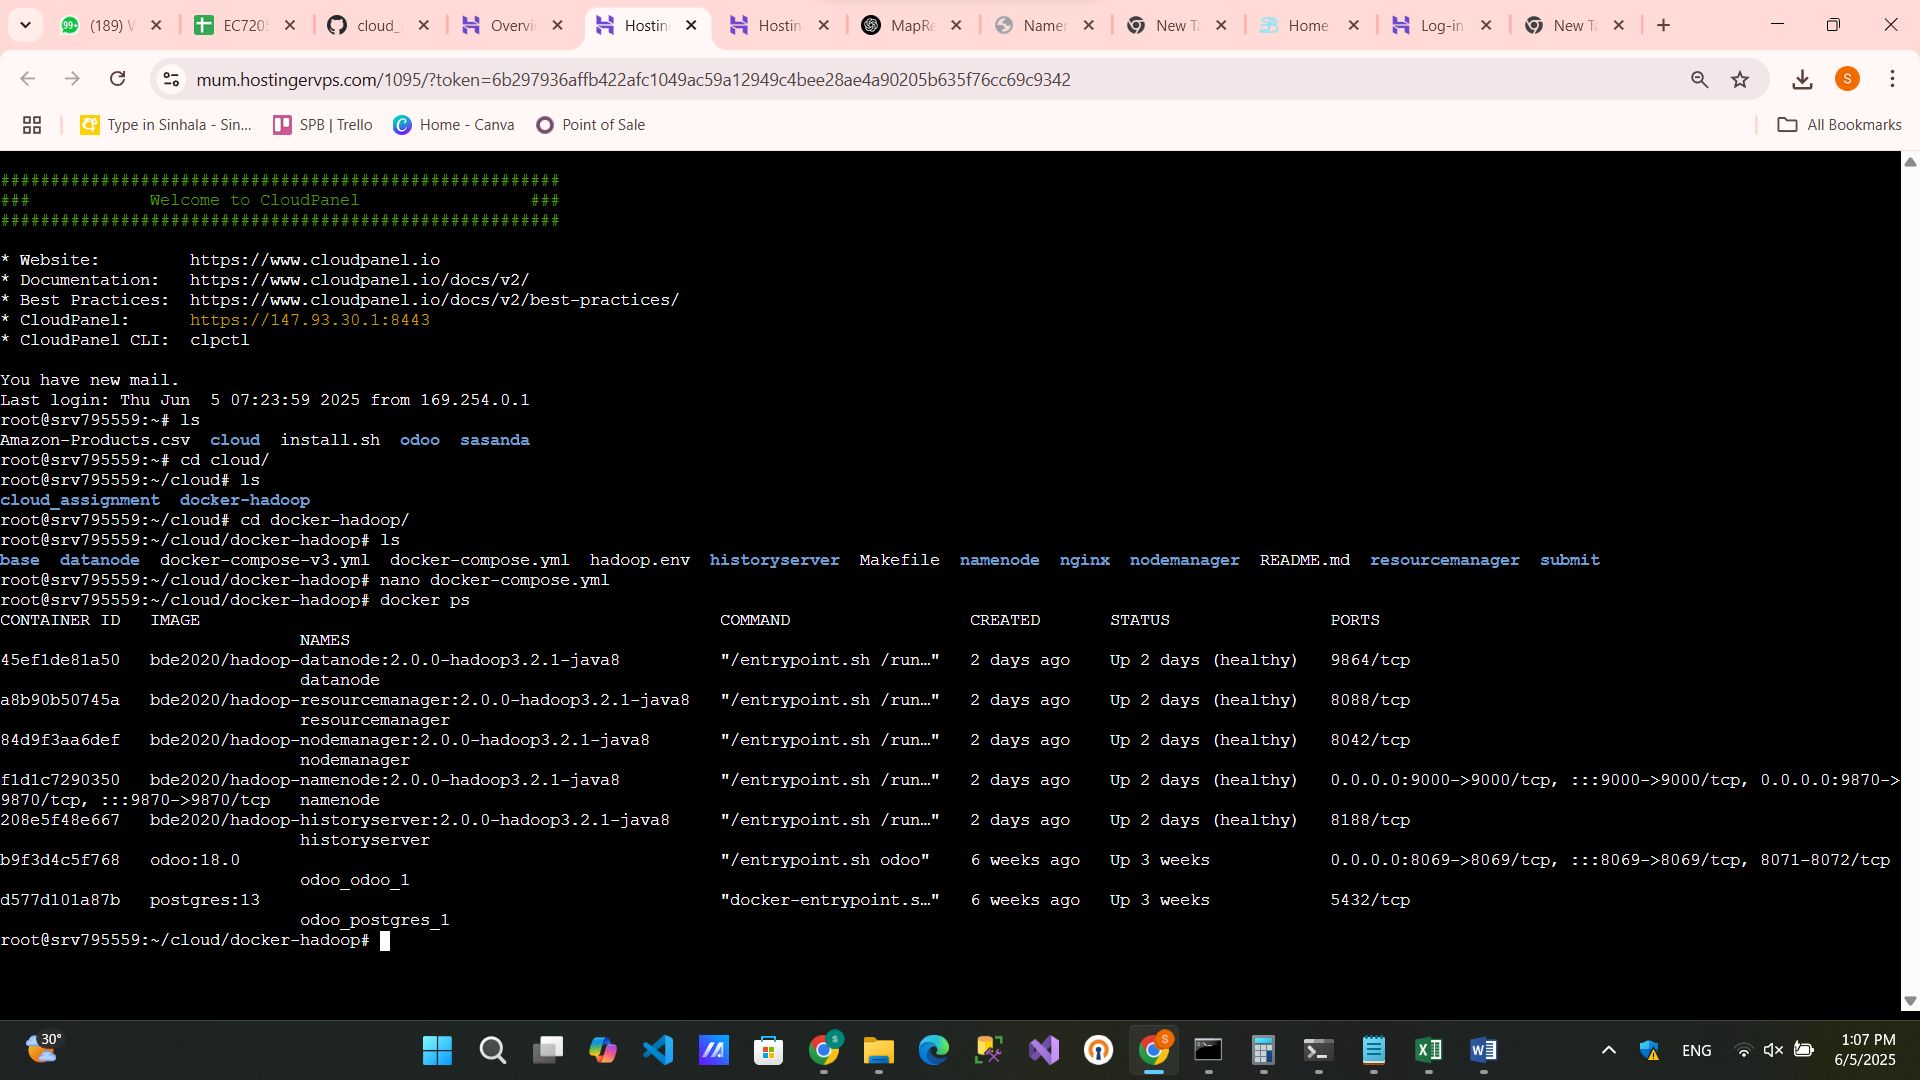 (189) W
EC720
cloud_
Overvi
Hosting
Hosting
MapRe
Namen
New Ta
Home
Log-in
New Ta
mum.hostingervps.com/1095/?token=6b297936affb422afc1049ac59a12949c4bee28ae4a90205b635f76cc69c9342
S
Type in Sinhala - Sin...
SPB | Trello
Home - Canva
Point of Sale
All Bookmarks
########################################################
###            Welcome to CloudPanel                 ###
########################################################
* Website:         https://www.cloudpanel.io
* Documentation:   https://www.cloudpanel.io/docs/v2/
* Best Practices:  https://www.cloudpanel.io/docs/v2/best-practices/
* CloudPanel:      https://147.93.30.1:8443
* CloudPanel CLI:  clpctl
You have new mail.
Last login: Thu Jun  5 07:23:59 2025 from 169.254.0.1
root@srv795559:~# ls
Amazon-Products.csv  cloud  install.sh  odoo  sasanda
root@srv795559:~# cd cloud/
root@srv795559:~/cloud# ls
cloud_assignment  docker-hadoop
root@srv795559:~/cloud# cd docker-hadoop/
root@srv795559:~/cloud/docker-hadoop# ls
base  datanode  docker-compose-v3.yml  docker-compose.yml  hadoop.env  historyserver  Makefile  namenode  nginx  nodemanager  README.md  resourcemanager  submit
root@srv795559:~/cloud/docker-hadoop# nano docker-compose.yml
root@srv795559:~/cloud/docker-hadoop# docker ps
CONTAINER ID   IMAGE                                                    COMMAND                  CREATED       STATUS                PORTS
NAMES
45ef1de81a50   bde2020/hadoop-datanode:2.0.0-hadoop3.2.1-java8          "/entrypoint.sh /run…"   2 days ago    Up 2 days (healthy)   9864/tcp
datanode
a8b90b50745a   bde2020/hadoop-resourcemanager:2.0.0-hadoop3.2.1-java8   "/entrypoint.sh /run…"   2 days ago    Up 2 days (healthy)   8088/tcp
resourcemanager
84d9f3aa6def   bde2020/hadoop-nodemanager:2.0.0-hadoop3.2.1-java8       "/entrypoint.sh /run…"   2 days ago    Up 2 days (healthy)   8042/tcp
nodemanager
f1d1c7290350   bde2020/hadoop-namenode:2.0.0-hadoop3.2.1-java8          "/entrypoint.sh /run…"   2 days ago    Up 2 days (healthy)   0.0.0.0:9000->9000/tcp, :::9000->9000/tcp, 0.0.0.0:9870->
9870/tcp, :::9870->9870/tcp   namenode
208e5f48e667   bde2020/hadoop-historyserver:2.0.0-hadoop3.2.1-java8     "/entrypoint.sh /run…"   2 days ago    Up 2 days (healthy)   8188/tcp
historyserver
b9f3d4c5f768   odoo:18.0                                                "/entrypoint.sh odoo"    6 weeks ago   Up 3 weeks            0.0.0.0:8069->8069/tcp, :::8069->8069/tcp, 8071-8072/tcp
odoo_odoo_1
d577d101a87b   postgres:13                                              "docker-entrypoint.s…"   6 weeks ago   Up 3 weeks            5432/tcp
odoo_postgres_1
root@srv795559:~/cloud/docker-hadoop#
30°
ENG
1:07 PM
6/5/2025